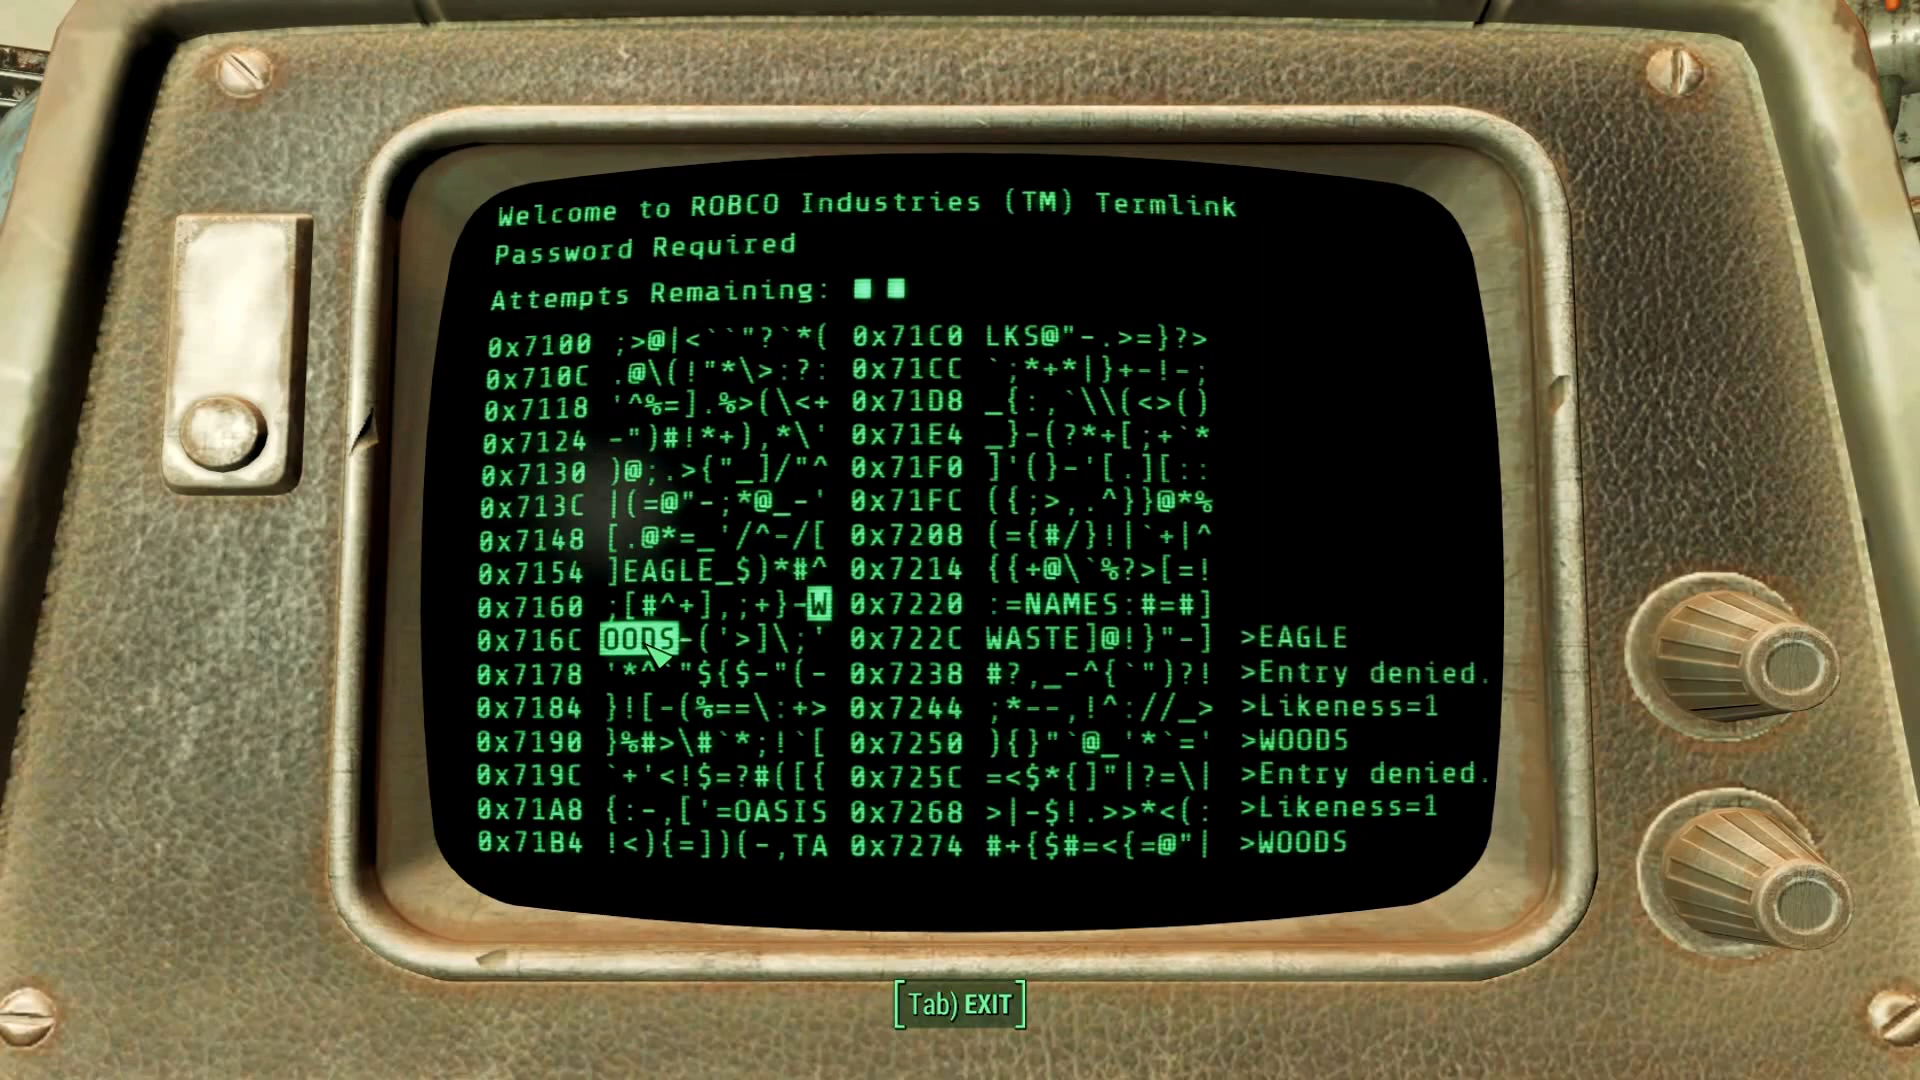 Welcome to ROBCO Industries (TM) Termlink
Password Required
Attempts Remaining: ■ ■
0x7100 ;>@|<``"?`*( 0x71C0 LKS@"-.>=}?>
0x710C .@\(!"*\>:?: 0x71CC `;*+*|}+-!-;
0x7118 '^%=].%>(\<+ 0x71D8 _{:,`\\(<>()
0x7124 -")#!*+),*\' 0x71E4 _}-(?*+[;+`*
0x7130 )@;.>{"_]/"^ 0x71F0 ]'(}-'[.][::
0x713C |(=@"-;*@_-' 0x71FC ({;>,.^}}@*%
0x7148 [.@*=_'/^-/[ 0x7208 (={#/}!|`+|^
0x7154 ]EAGLE_$)*#^ 0x7214 {{+@\`%?>[=!
0x7160 ;[#^+],;+}-W 0x7220 :=NAMES:#=#]
0x716C OODS-('>]\;' 0x722C WASTE]@!}"-] >EAGLE
0x7178 0x7238 #?,_-^{`")?! >Entry denied.
0x7184 }![-(%==\:+> 0x7244 ;*--,!^://_> >Likeness=1
0x7190 }%#>\#`*;!`[ 0x7250 ){}"`@_'*`=' >WOODS
0x719C `+'<!$=?#([{ 0x725C =<$*{]"|?=\| >Entry denied.
0x71A8 {:-,['=OASIS 0x7268 >|-$!.>>*<(: >Likeness=1
0x71B4 !<){=])(-,TA 0x7274 #+{$#=<{=@"| >WOODS
[Tab) EXIT]